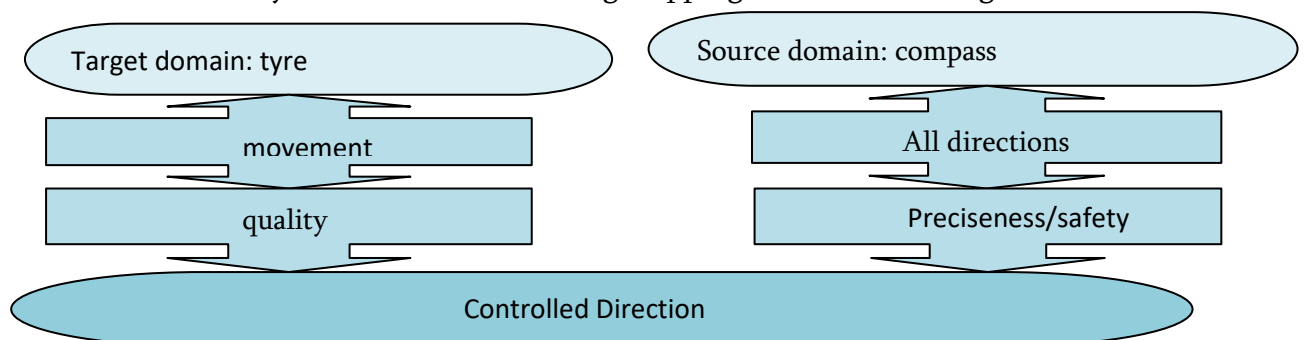 Target domain: tyre
Source domain: compass
movement
All directions
quality
Preciseness/safety
Controlled Direction